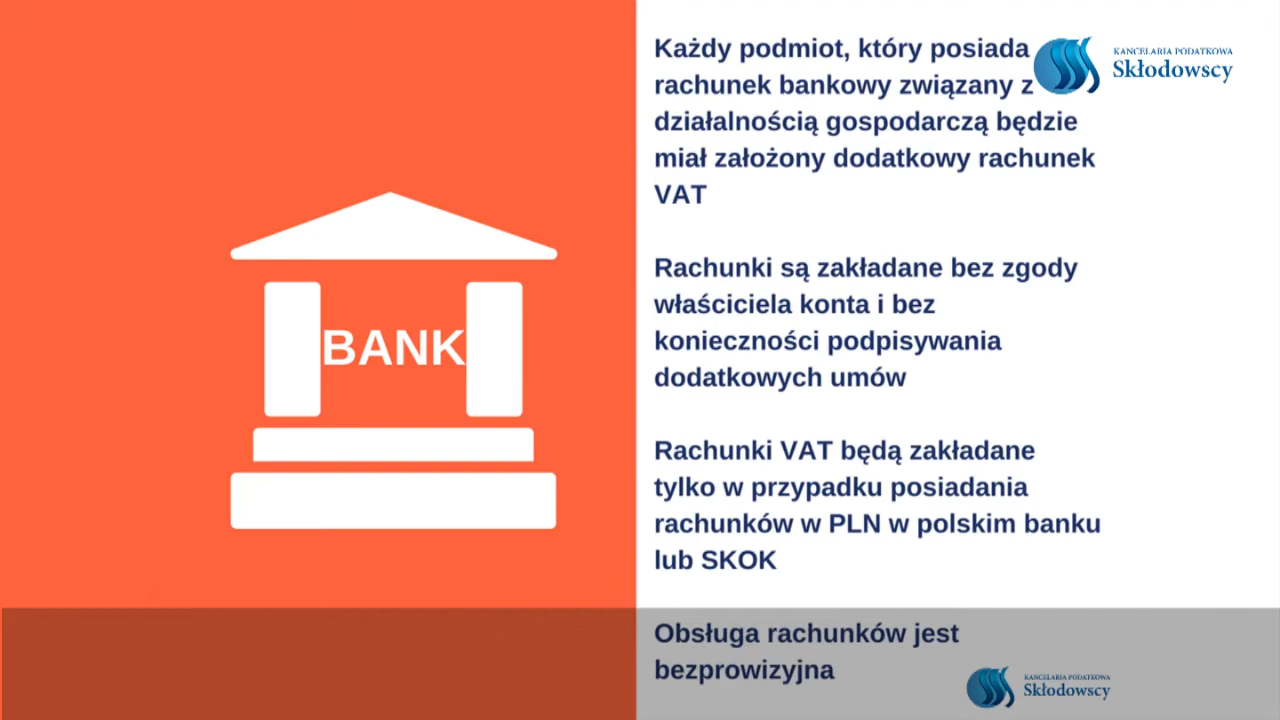 Każdy podmiot, który posiada
rachunek bankowy związany z
działalnością gospodarczą będzie
miał założony dodatkowy rachunek
VAT
KANCELARIA PODATKOWA
Skłodowscy
Rachunki są zakładane bez zgody
właściciela konta i bez
konieczności podpisywania
dodatkowych umów
BANK
Rachunki VAT będą zakładane
tylko w przypadku posiadania
rachunków w PLN w polskim banku
lub SKOK
Obsługa rachunków jest
bezprowizyjna
KANCELARIA PODATKOWA
Skłodowscy